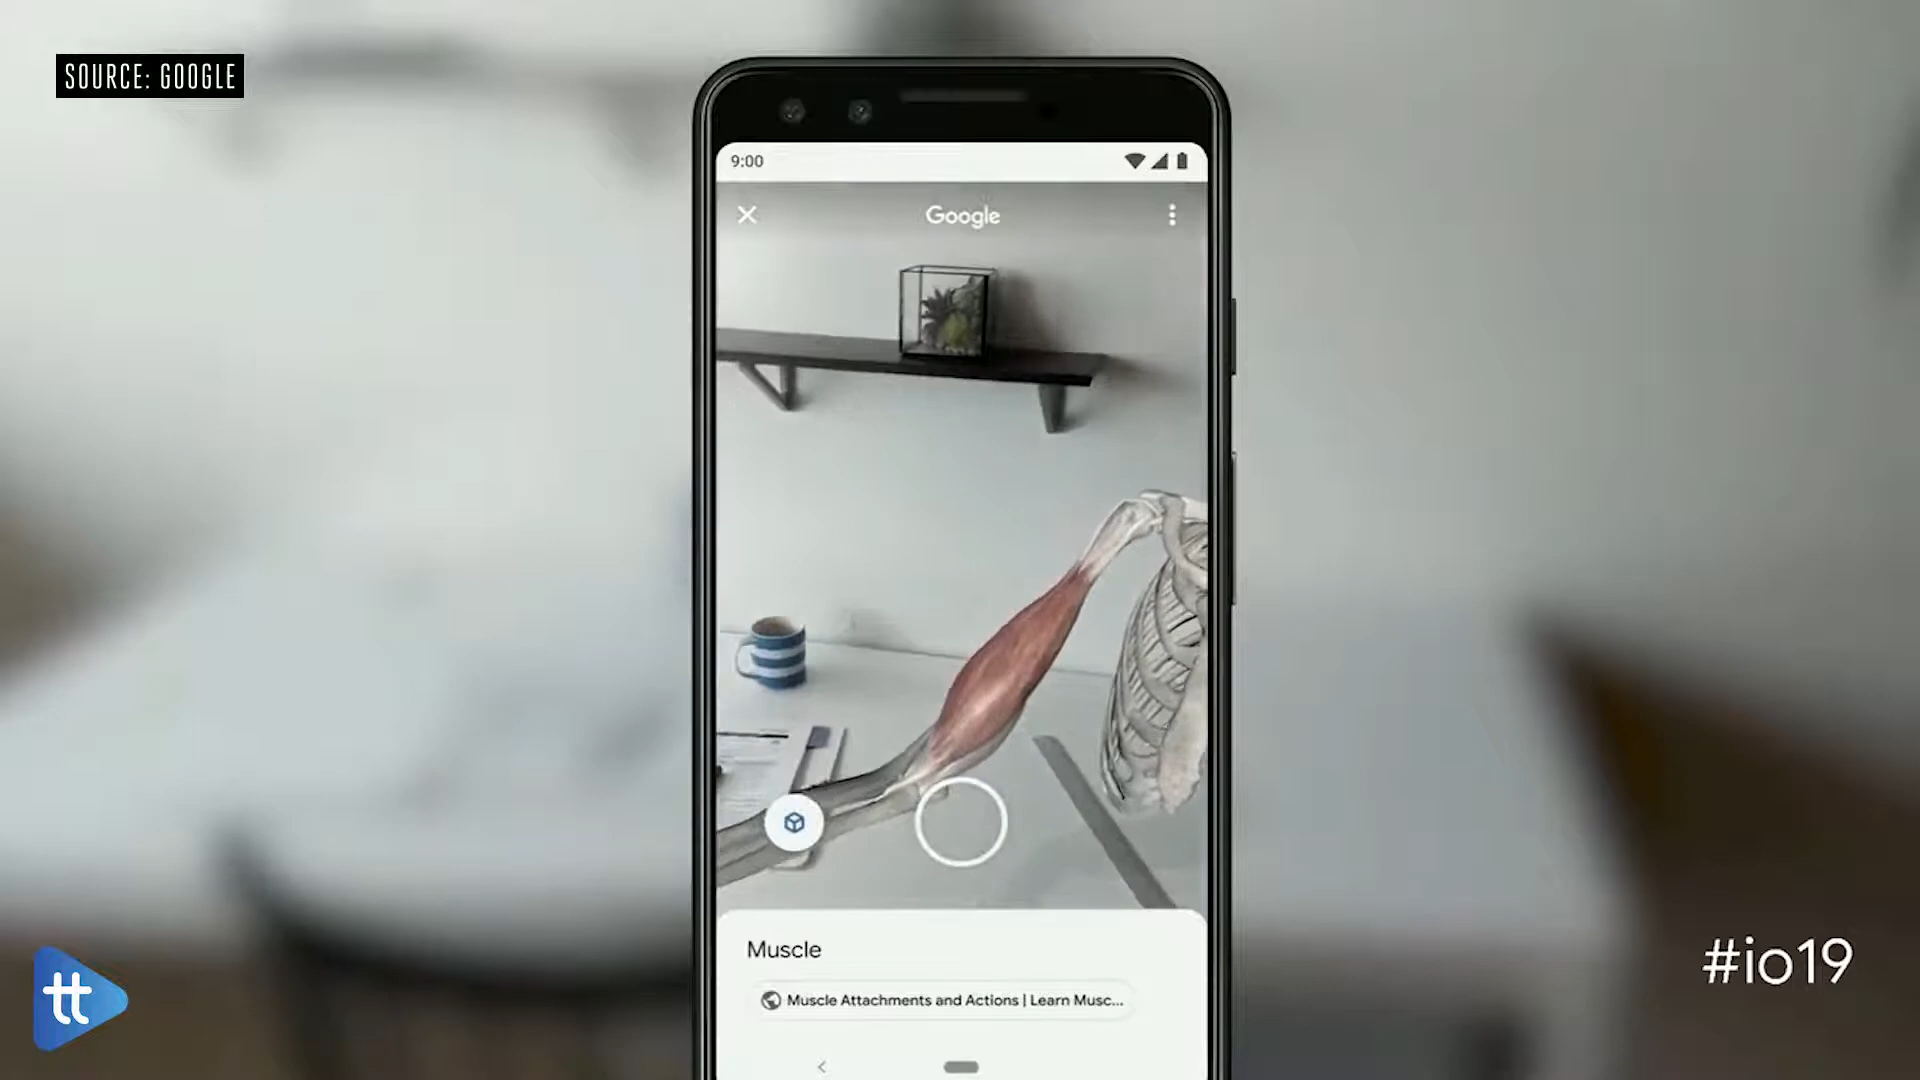 SOURCE: GOOGLE
9:00
Google
Muscle
Muscle Attachments and Actions | Learn Musc...
#io19
tt